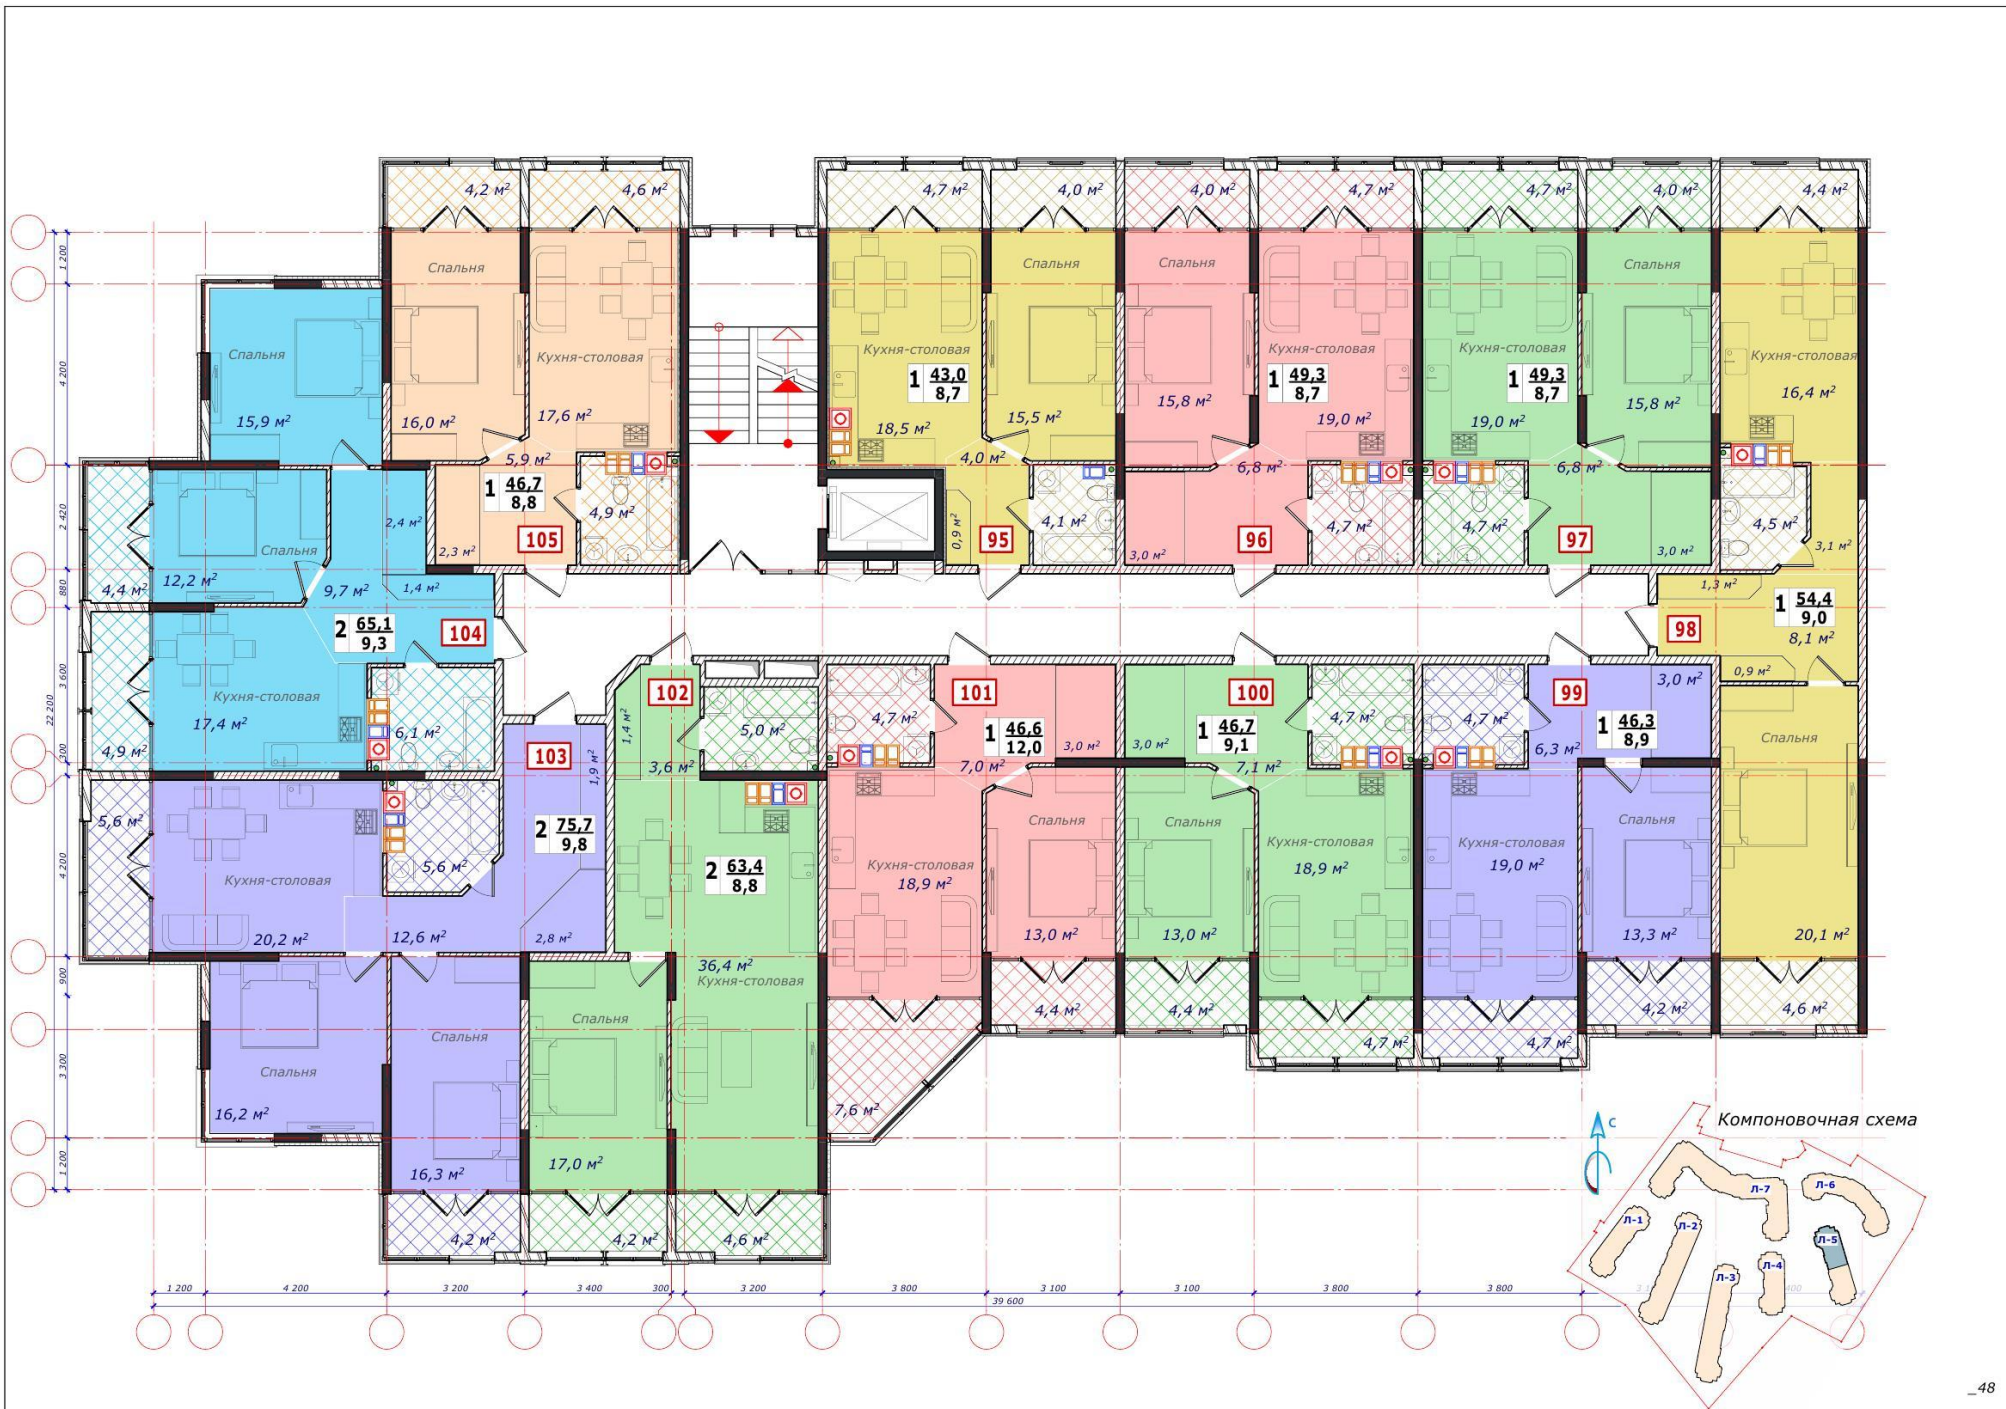 4,2 м²
4,6 м²
4,7 м²
4,0 м²
4,0 м²
4,7 м²
4,7 м²
4,0 м²
4,4 м²
Спальня
15,9 м²
Спальня
16,0 м²
Кухня-столовая
17,6 м²
5,9 м²
1 46,7
8,8
4,9 м²
2,3 м²
105
Кухня-столовая
1 43,0
8,7
18,5 м²
Спальня
15,5 м²
4,0 м²
0,9 м²
95
4,1 м²
Спальня
15,8 м²
Кухня-столовая
1 49,3
8,7
19,0 м²
6,8 м²
3,0 м²
96
4,7 м²
Кухня-столовая
1 49,3
8,7
19,0 м²
Спальня
15,8 м²
6,8 м²
4,7 м²
97
3,0 м²
Кухня-столовая
16,4 м²
4,5 м²
3,1 м²
1,3 м²
1 54,4
9,0
98
8,1 м²
0,9 м²
Спальня
20,1 м²
4,6 м²
4,4 м²
12,2 м²
Спальня
2,4 м²
9,7 м²
1,4 м²
2 65,1
9,3
104
Кухня-столовая
17,4 м²
4,9 м²
6,1 м²
5,6 м²
Кухня-столовая
20,2 м²
5,6 м²
103
1,9 м²
2 75,7
9,8
12,6 м²
2,8 м²
Спальня
16,2 м²
Спальня
16,3 м²
4,2 м²
102
1,4 м²
3,6 м²
5,0 м²
2 63,4
8,8
36,4 м²
Кухня-столовая
Спальня
17,0 м²
4,2 м²
4,6 м²
4,7 м²
101
1 46,6
12,0
3,0 м²
7,0 м²
Кухня-столовая
18,9 м²
Спальня
13,0 м²
4,4 м²
7,6 м²
100
3,0 м²
1 46,7
9,1
7,1 м²
4,7 м²
Спальня
13,0 м²
Кухня-столовая
18,9 м²
4,4 м²
4,7 м²
4,7 м²
99
3,0 м²
1 46,3
8,9
6,3 м²
Кухня-столовая
19,0 м²
Спальня
13,3 м²
4,2 м²
4,7 м²
1 200
4 200
2 420
880
3 600
300
4 200
900
3 300
1 200
22 200
1 200
4 200
3 200
3 400
300
3 200
3 800
3 100
3 100
3 800
3 800
39 600
С
Компоновочная схема
Л-7
Л-6
Л-1
Л-2
Л-5
Л-3
Л-4
_48